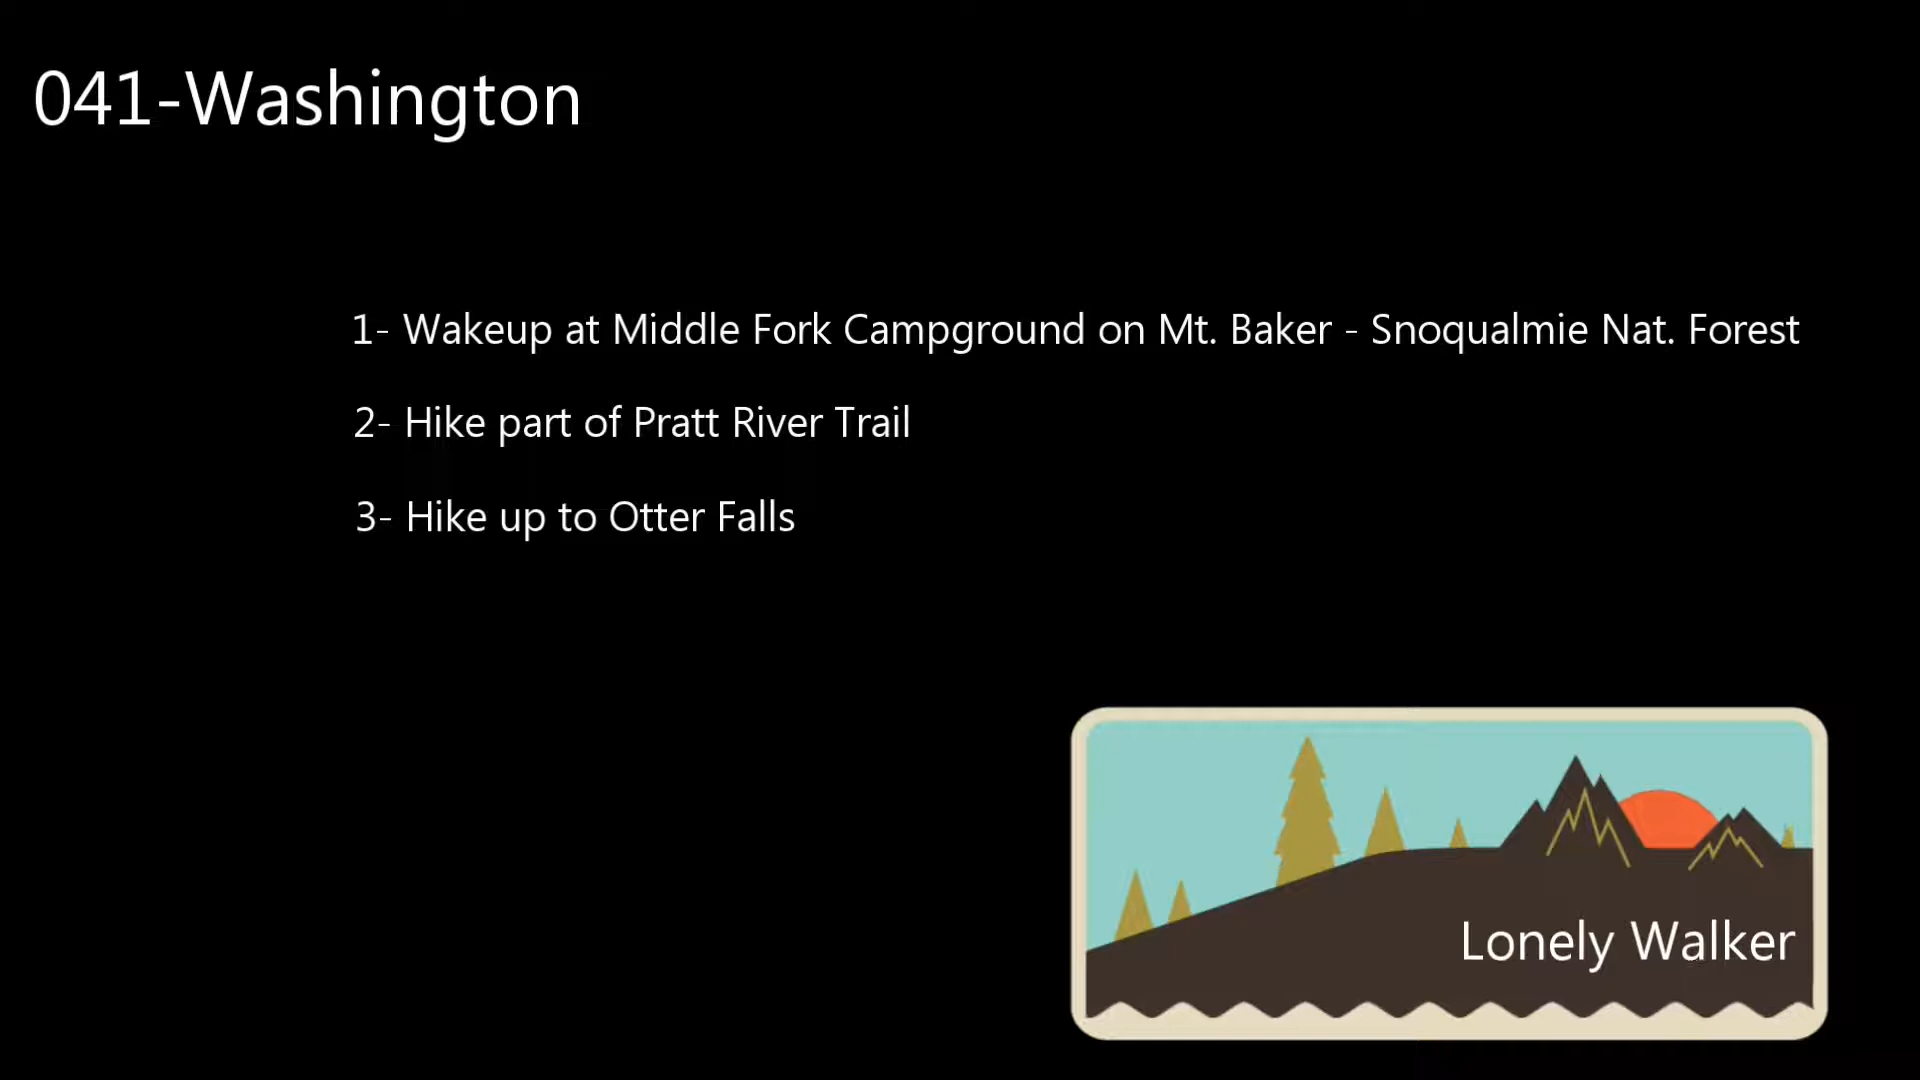 041-Washington
1- Wakeup at Middle Fork Campground on Mt. Baker - Snoqualmie Nat. Forest
2- Hike part of Pratt River Trail
3- Hike up to Otter Falls
Lonely Walker